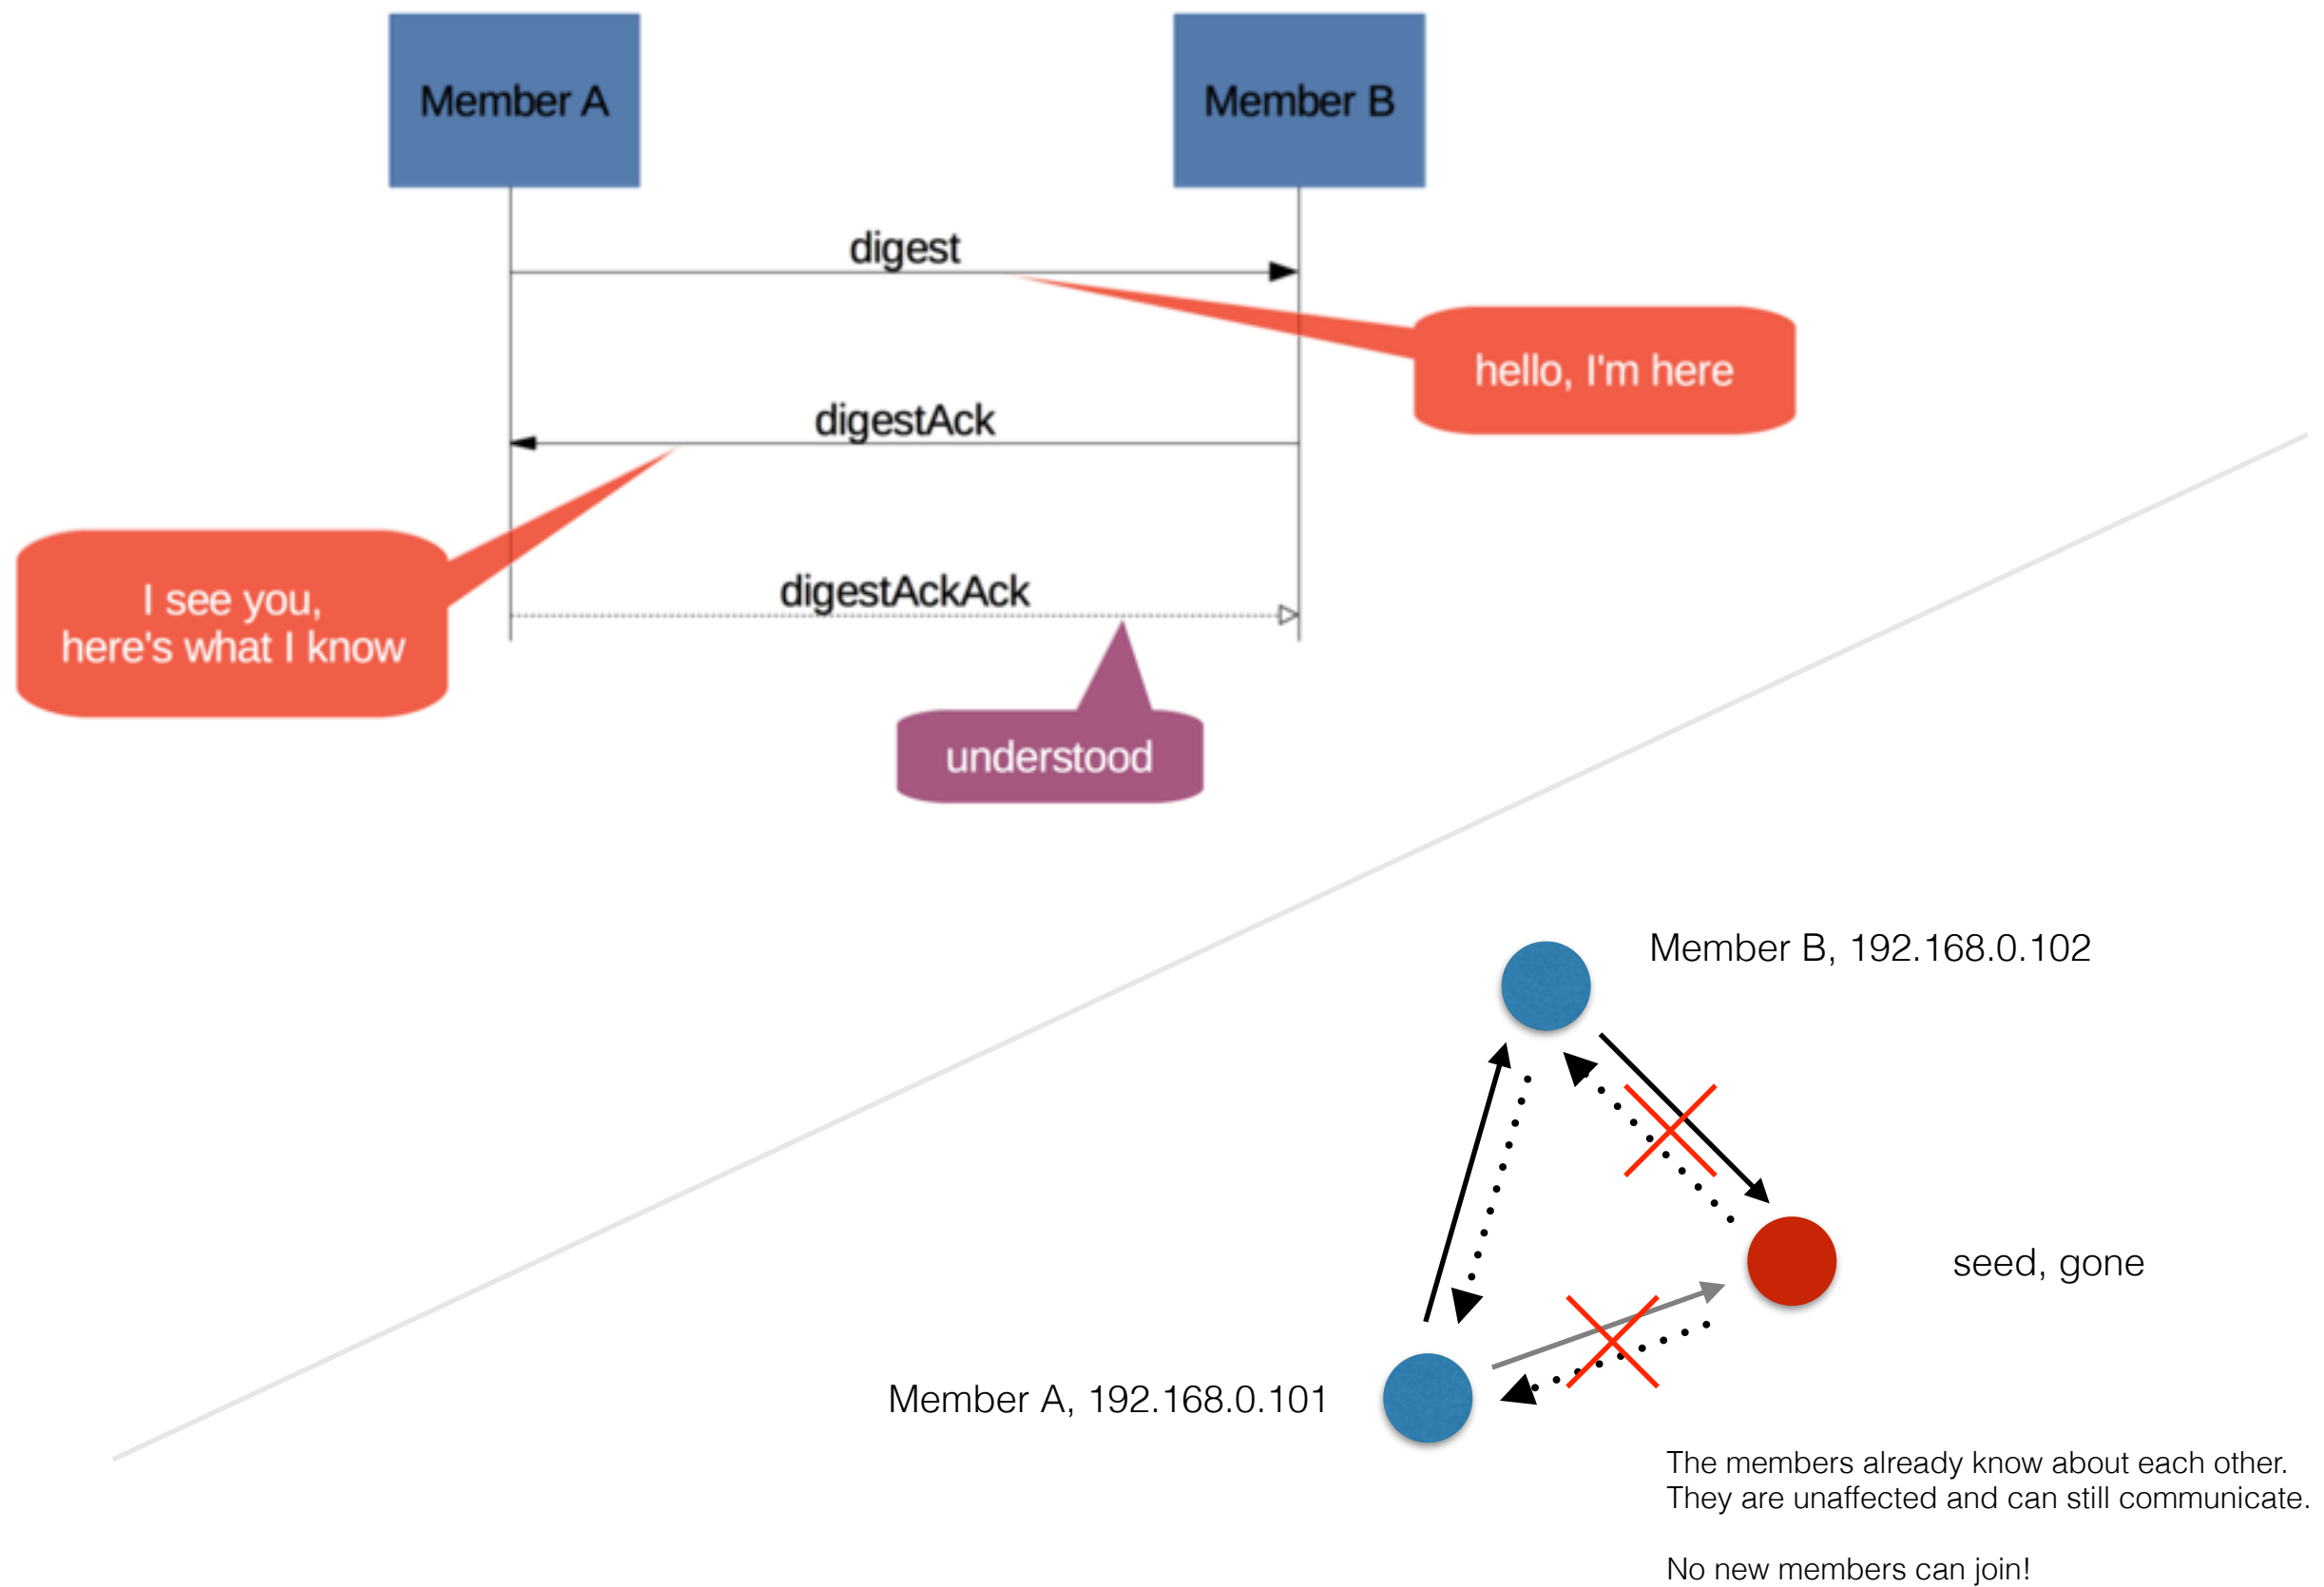 Member A
Member B
digest
hello, I'm here
digestAck
I see you,
here's what I know
digestAckAck
understood
Member B, 192.168.0.102
seed, gone
Member A, 192.168.0.101
The members already know about each other.
They are unaffected and can still communicate.
No new members can join!